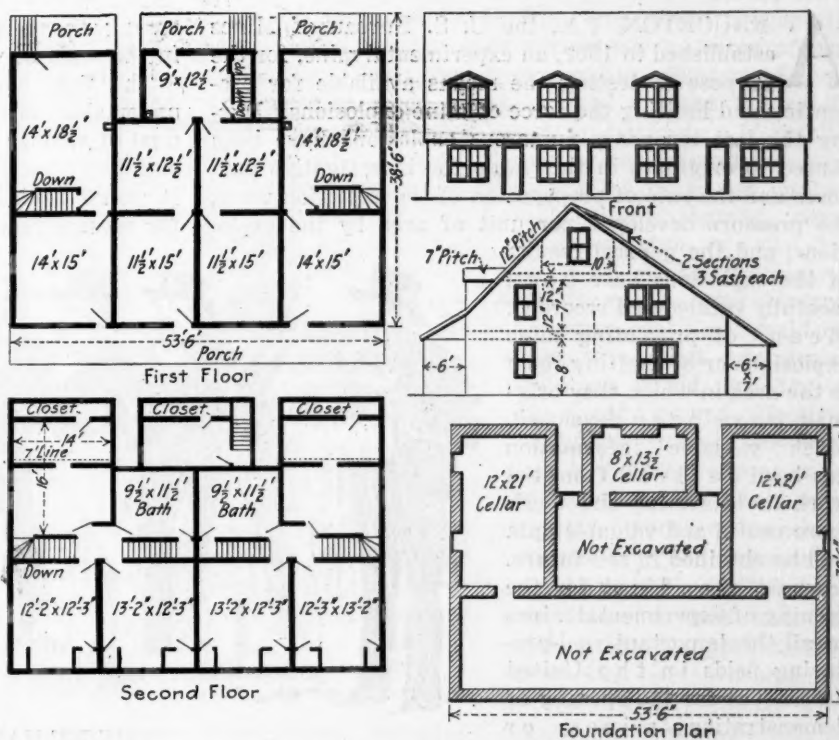 Porch Porch Porch
9'x12½'
14'x18½' 14'x18½'
11½'x12½' 11½'x12½'
Down Down
14'x15' 11½'x15' 11½'x15' 14'x15'
38'-6"
53'6"
Porch
First Floor
Front
7"Pitch 12"Pitch
10'
2 Sections
3 Sash each
12"
8'
6' 6½'
Closet Closet Closet
14'
7'Line
16'
9½'x11½' 9½'x11½'
Bath Bath
Down
12'-2"x12'-3" 13'-2"x12'-3" 13'-2"x12'-3" 12'-3"x13'-2"
Second Floor
8'x13½'
Cellar
12'x21' 12'x21'
Cellar Cellar
Not Excavated
Not Excavated
53'6"
Foundation Plan